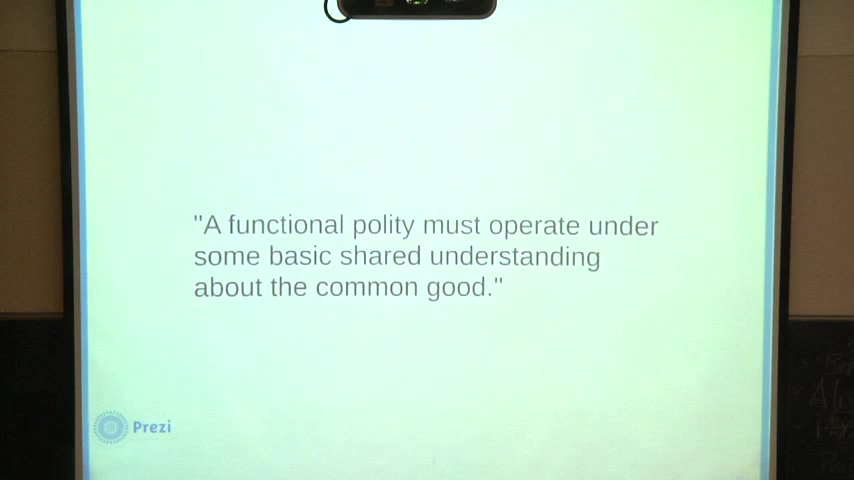 "A functional polity must operate under
some basic shared understanding
about the common good."
Prezi